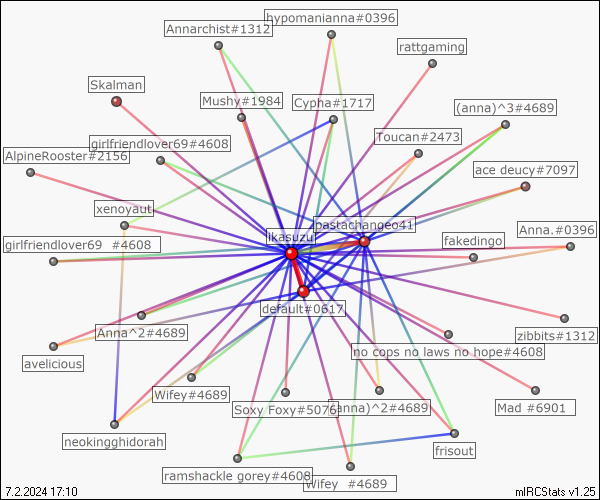 hypomanianna#0396
Annarchist#1312
rattgaming
Skalman
Mushy#1984
Cypha#1717
(anna)^3#4689
Toucan#2473
girlfriendlover69#4608
AlpineRooster#2156
ace deucy#7097
xenoyaut
pastachangeo41
Anna.#0396
ikasuzu
fakedingo
girlfriendlover69  #4608
default#0617
Anna^2#4689
zibbits#1312
no cops no laws no hope#4608
avelicious
Wifey#4689
Soxy Foxy#5076
(anna)^2#4689
Mad #6901
neokingghidorah
frisout
ramshackle gorey#4608
Wifey  #4689
7.2.2024 17:10
mIRCStats v1.25